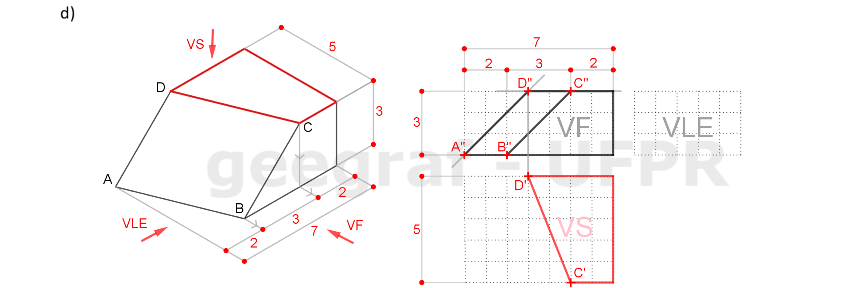 d)
VS
5
D
3
C
A
B
VLE
2
3
2
7
VF
7
2
3
2
D"
C"
3
VF
VLE
A"
B"
geegraf - UFPR
D'
5
VS
C'